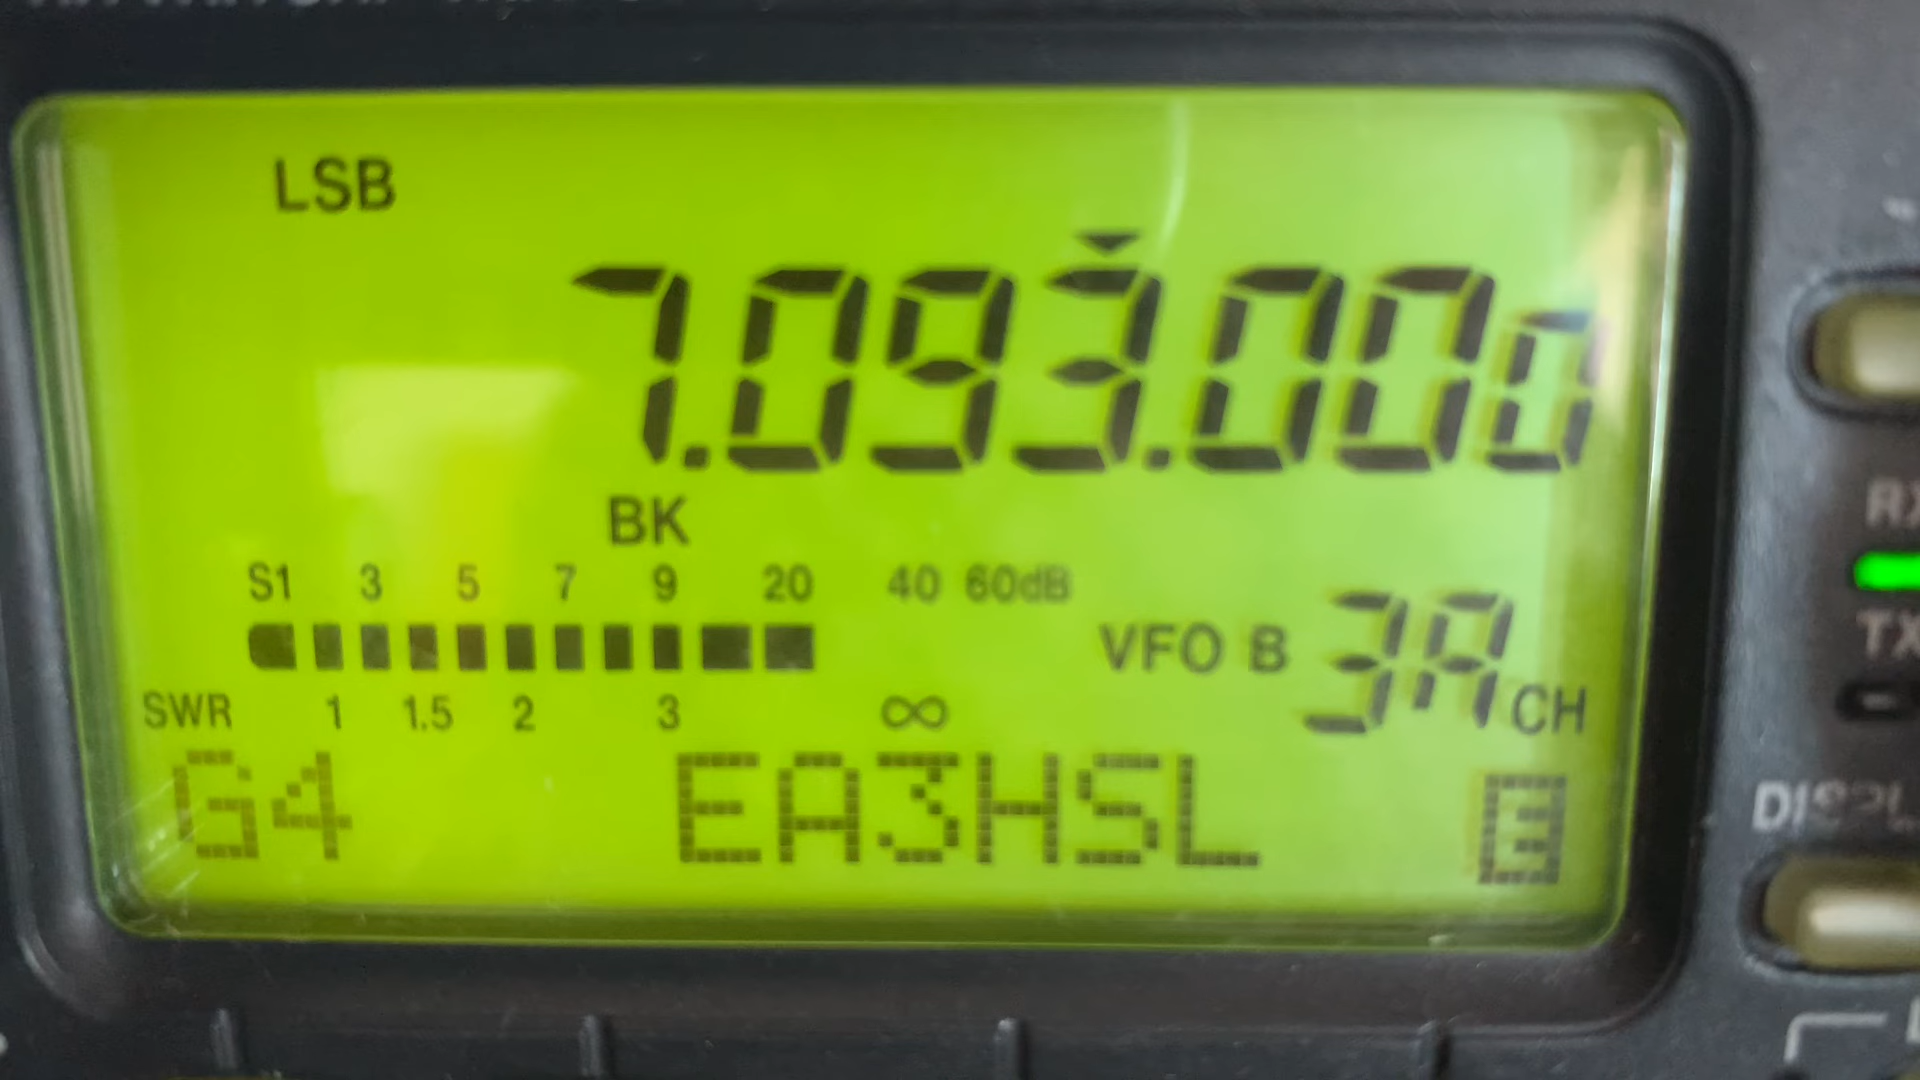 LSB
7.093.000
BK
S1 3 5 7 9 20 40 60dB
VFO B 3A CH
SWR 1 1.5 2 3 ∞
G4 EA3HSL E
RX
TX
DISPL